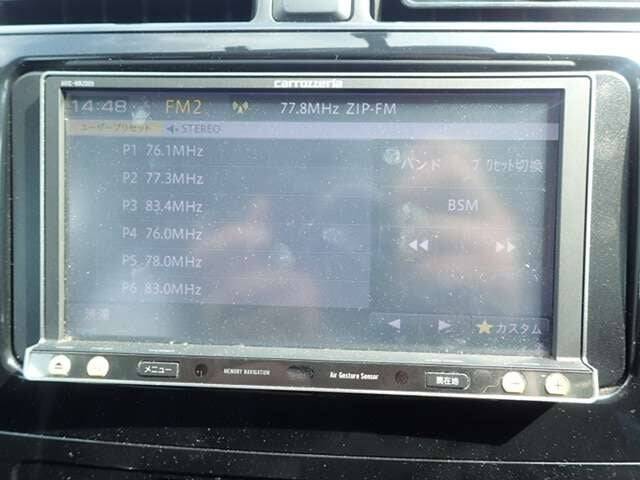 carrozzeria
14:48 FM2 77.8MHz ZIP-FM
ユーザープリセット STEREO
P1 76.1MHz
バンド プリセット切換
P2 77.3MHz
P3 83.4MHz
BSM
P4 76.0MHz
P5 78.0MHz
P6 83.0MHz
カスタム
メニュー MEMORY NAVIGATION Air Gesture Sensor 現在地